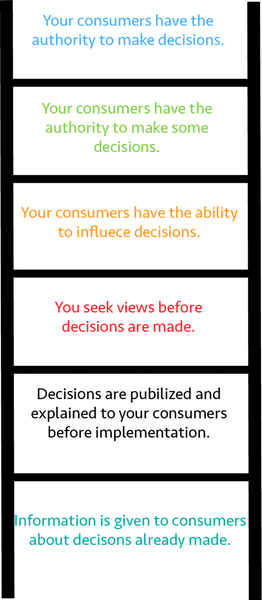 Your consumers have the
authority to make decisions.
Your consumers have the
authority to make some
decisions.
Your consumers have the ability
to influece decisions.
You seek views before
decisions are made.
Decisions are pubilized and
explained to your consumers
before implementation.
Information is given to consumers
about decisons already made.